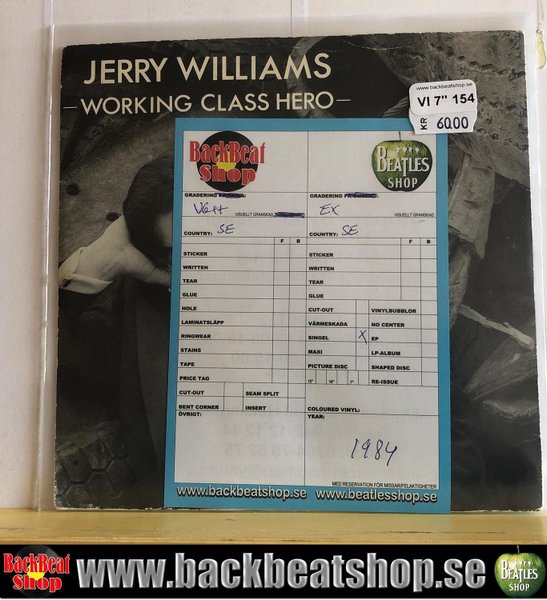 JERRY WILLIAMS
-WORKING CLASS HERO-
www.backbeatshop.se
VI 7" 154
KR 60.00
BackBeat Shop
BEATLES SHOP
VG++
EX
VISUELLT GRANSKAD
VISUELLT GRANSKAD
COUNTRY: SE
COUNTRY: SE
F B
F B
STICKER
STICKER
WRITTEN
WRITTEN
TEAR
TEAR
GLUE
GLUE
HOLE
CUT-OUT VINYLBUBBLOR
LAMINATSLÄPP
VÄRMESKADA NO CENTER
RINGWEAR
SINGEL X EP
STAINS
MAXI LP-ALBUM
TAPE
PICTURE DISC SHAPED DISC
PRICE TAG
12" 10" 7" RE-ISSUE
CUT-OUT SEAM SPLIT
BENT CORNER INSERT
COLOURED VINYL:
ÖVRIGT:
YEAR:
1984
MED RESERVATION FÖR MISSAR/FELAKTIGHETER
www.backbeatshop.se www.beatlesshop.se
BackBeat Shop www.backbeatshop.se BEATLES SHOP